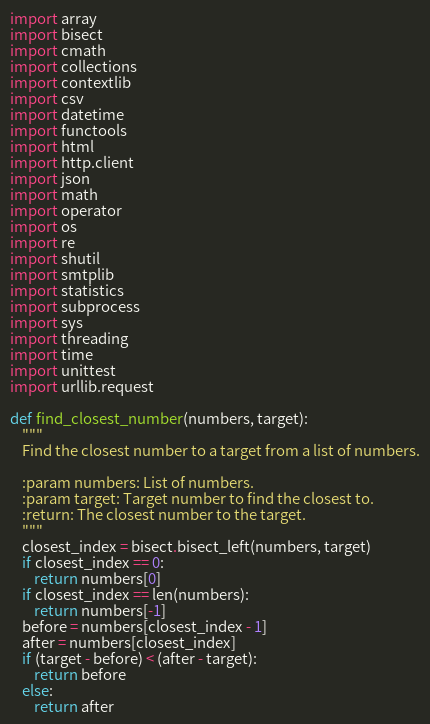 import array
import bisect
import cmath
import collections
import contextlib
import csv
import datetime
import functools
import html
import http.client
import json
import math
import operator
import os
import re
import shutil
import smtplib
import statistics
import subprocess
import sys
import threading
import time
import unittest
import urllib.request

def find_closest_number(numbers, target):
    """
    Find the closest number to a target from a list of numbers.

    :param numbers: List of numbers.
    :param target: Target number to find the closest to.
    :return: The closest number to the target.
    """
    closest_index = bisect.bisect_left(numbers, target)
    if closest_index == 0:
        return numbers[0]
    if closest_index == len(numbers):
        return numbers[-1]
    before = numbers[closest_index - 1]
    after = numbers[closest_index]
    if (target - before) < (after - target):
        return before
    else:
        return after